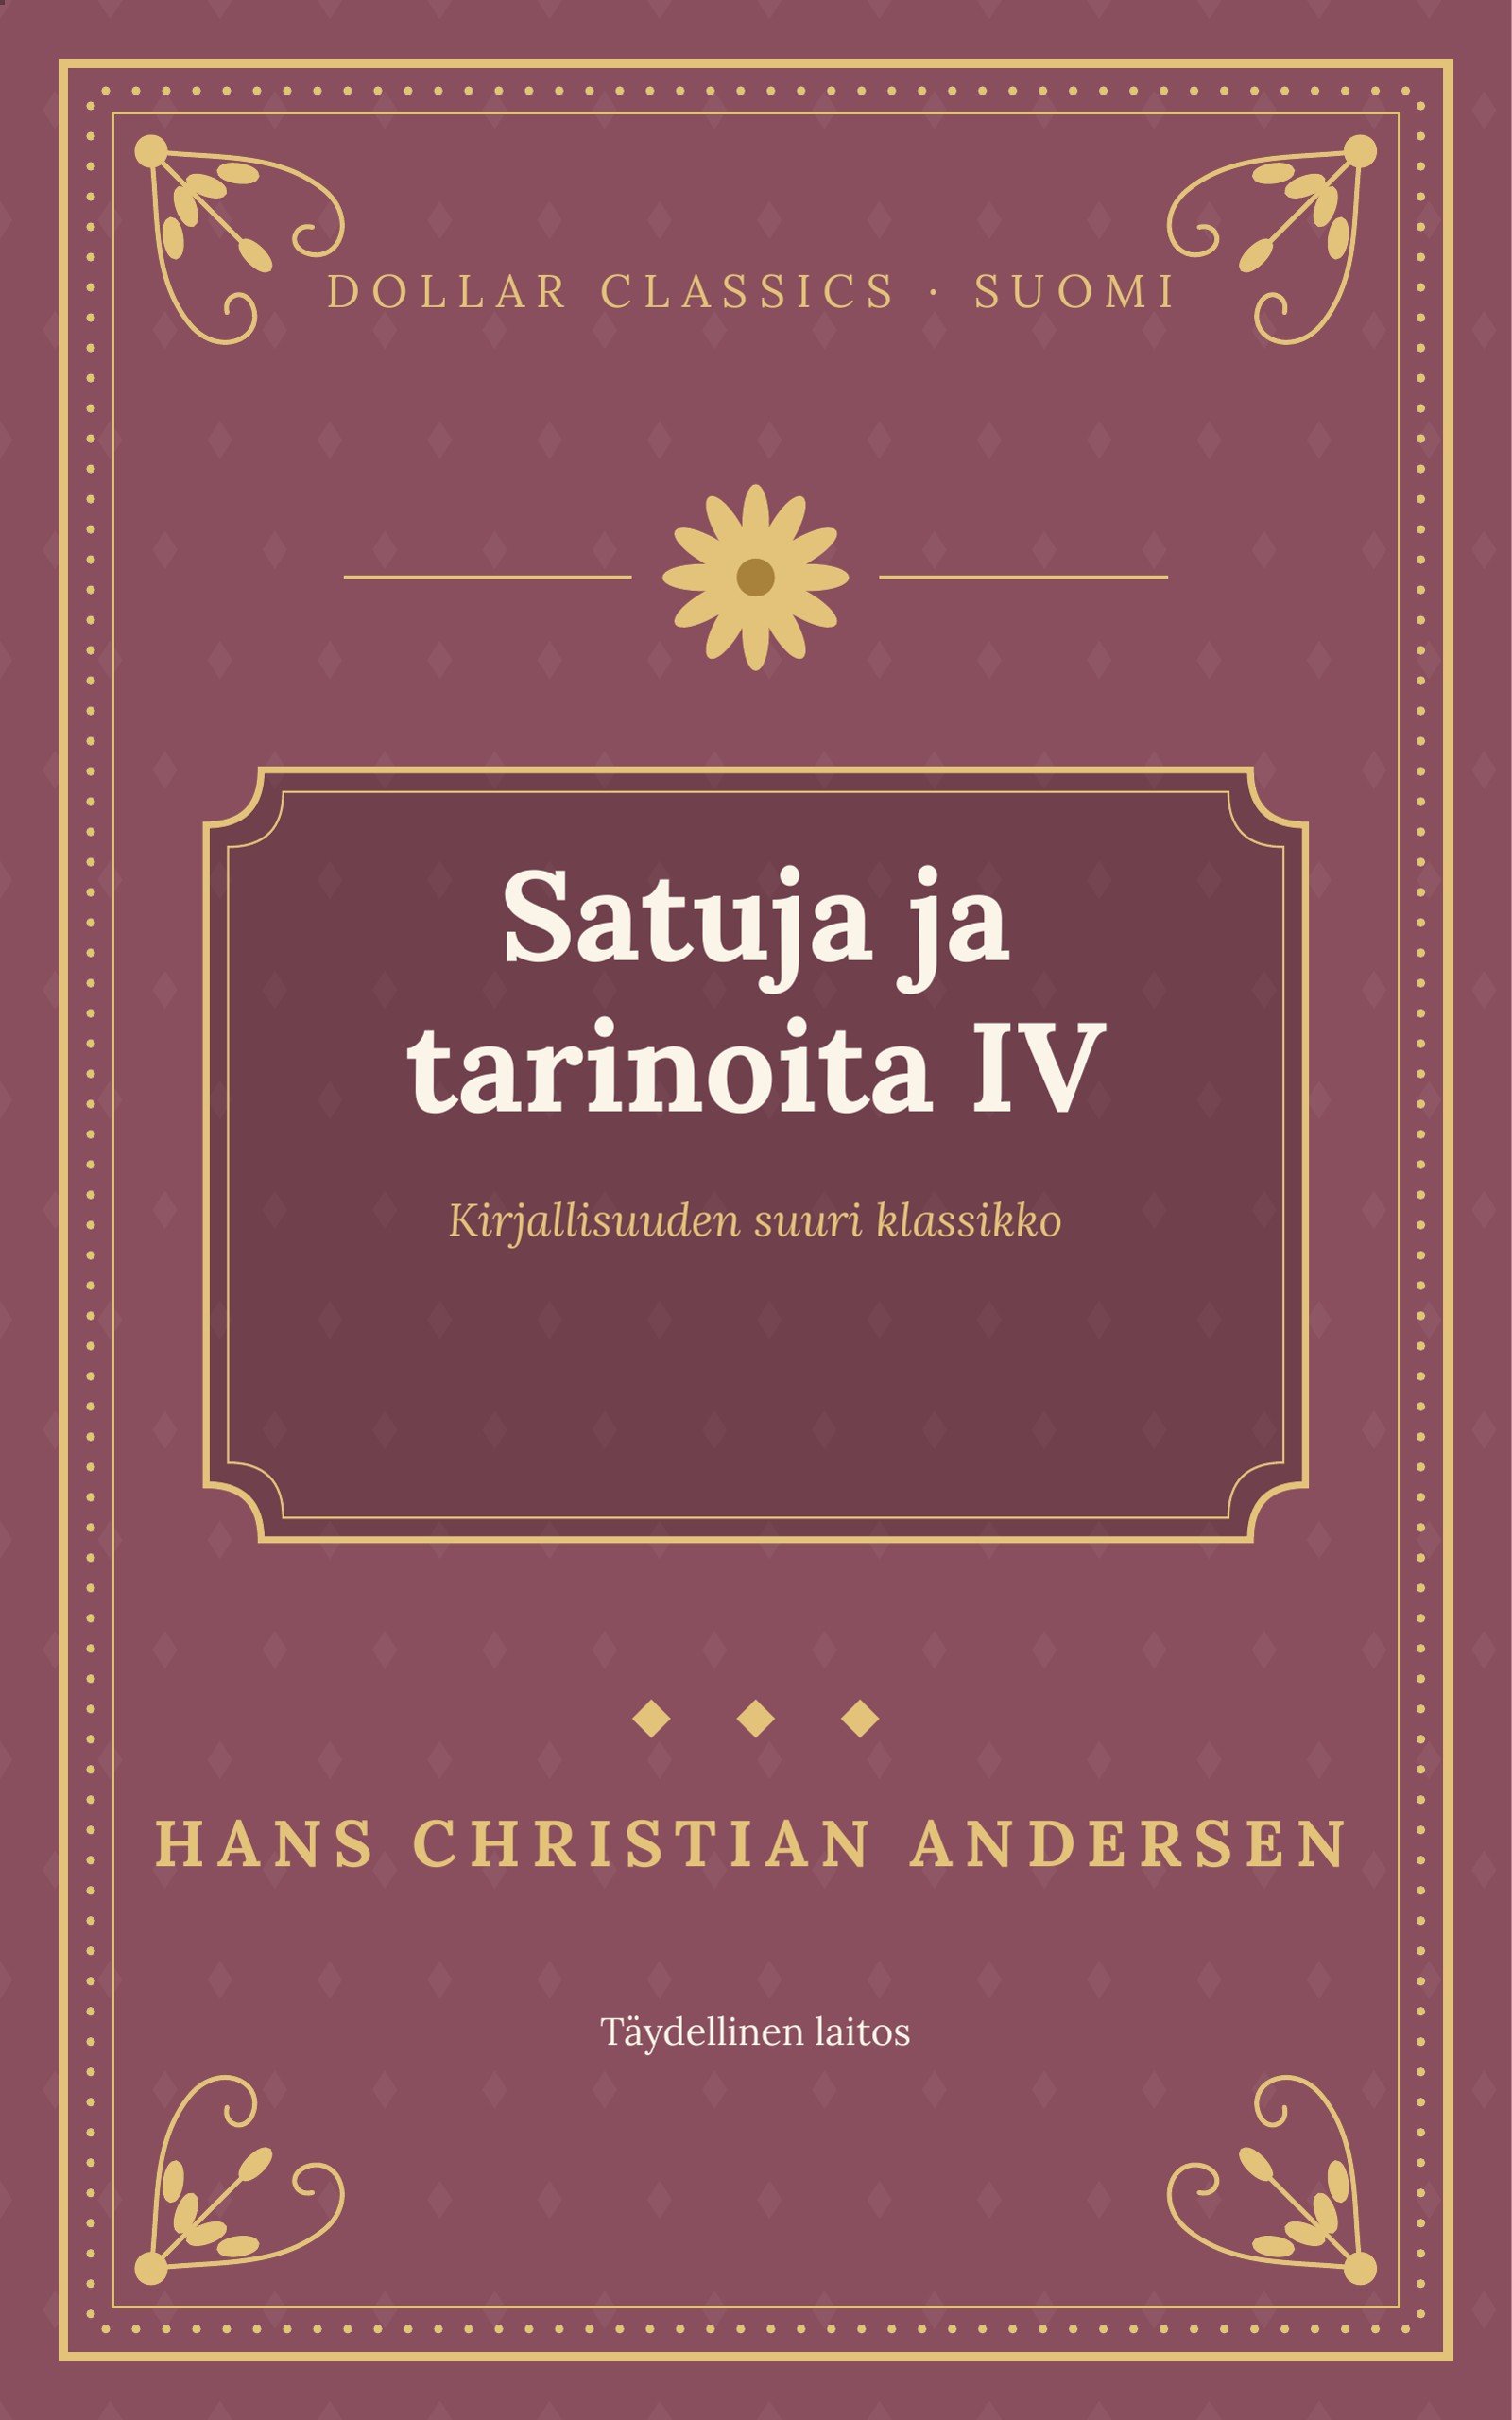 DOLLAR CLASSICS · SUOMI
Satuja ja
tarinoita IV
Kirjallisuuden suuri klassikko
HANS CHRISTIAN ANDERSEN
Täydellinen laitos